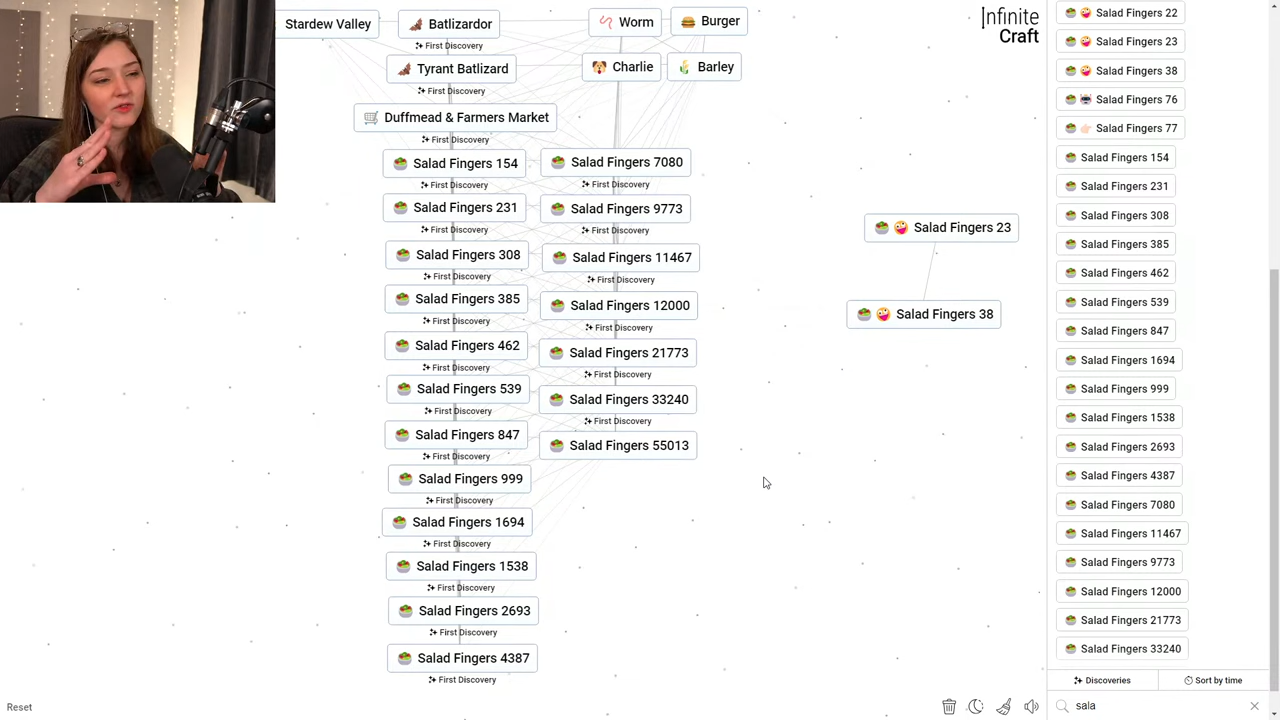 Stardew Valley
Batlizardor
First Discovery
Tyrant Batlizard
First Discovery
Duffmead & Farmers Market
First Discovery
Salad Fingers 154
First Discovery
Salad Fingers 231
First Discovery
Salad Fingers 308
First Discovery
Salad Fingers 385
First Discovery
Salad Fingers 462
First Discovery
Salad Fingers 539
First Discovery
Salad Fingers 847
First Discovery
Salad Fingers 999
First Discovery
Salad Fingers 1694
First Discovery
Salad Fingers 1538
First Discovery
Salad Fingers 2693
First Discovery
Salad Fingers 4387
First Discovery
Worm
Burger
Charlie
Barley
Salad Fingers 7080
First Discovery
Salad Fingers 9773
First Discovery
Salad Fingers 11467
First Discovery
Salad Fingers 12000
First Discovery
Salad Fingers 21773
First Discovery
Salad Fingers 33240
First Discovery
Salad Fingers 55013
Salad Fingers 23
Salad Fingers 38
Infinite
Craft
Salad Fingers 22
Salad Fingers 23
Salad Fingers 38
Salad Fingers 76
Salad Fingers 77
Salad Fingers 154
Salad Fingers 231
Salad Fingers 308
Salad Fingers 385
Salad Fingers 462
Salad Fingers 539
Salad Fingers 847
Salad Fingers 1694
Salad Fingers 999
Salad Fingers 1538
Salad Fingers 2693
Salad Fingers 4387
Salad Fingers 7080
Salad Fingers 11467
Salad Fingers 9773
Salad Fingers 12000
Salad Fingers 21773
Salad Fingers 33240
Discoveries
Sort by time
sala
Reset